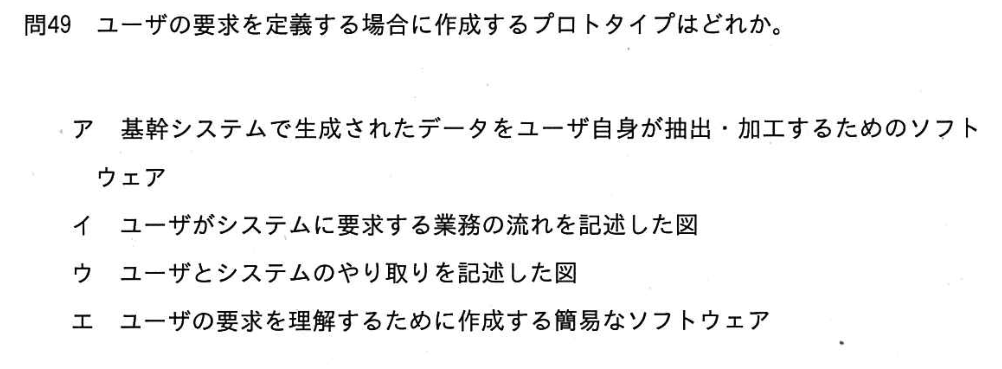 問49 ユーザの要求を定義する場合に作成するプロトタイプはどれか。
ア 基幹システムで生成されたデータをユーザ自身が抽出・加工するためのソフト
ウェア
イ ユーザがシステムに要求する業務の流れを記述した図
ウ ユーザとシステムのやり取りを記述した図
エ ユーザの要求を理解するために作成する簡易なソフトウェア